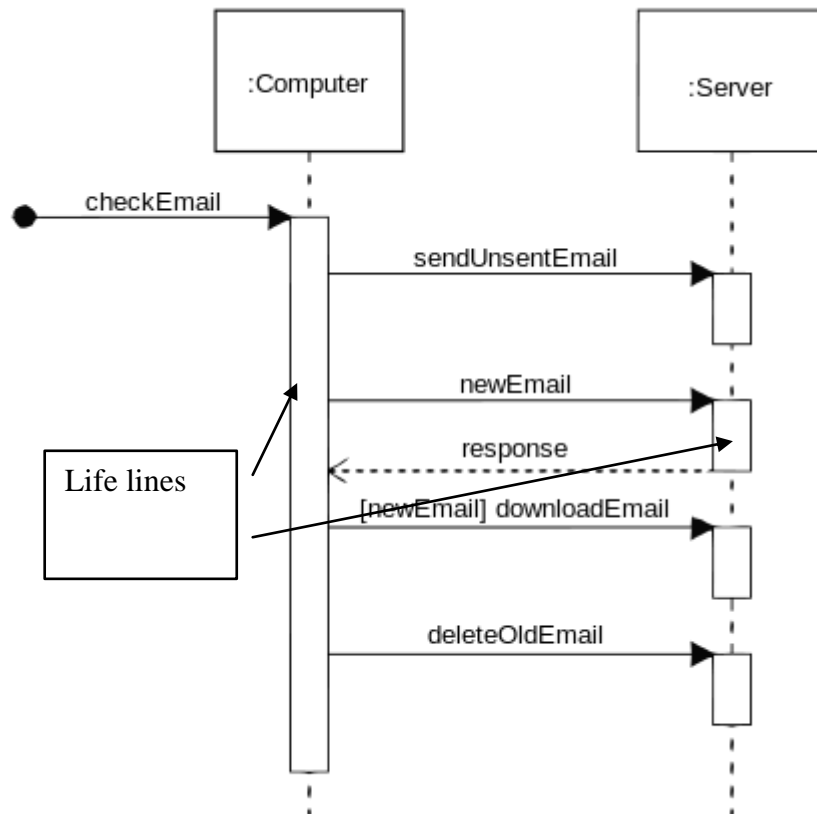 :Computer
:Server
checkEmail
sendUnsentEmail
newEmail
response
Life lines
[newEmail] downloadEmail
deleteOldEmail